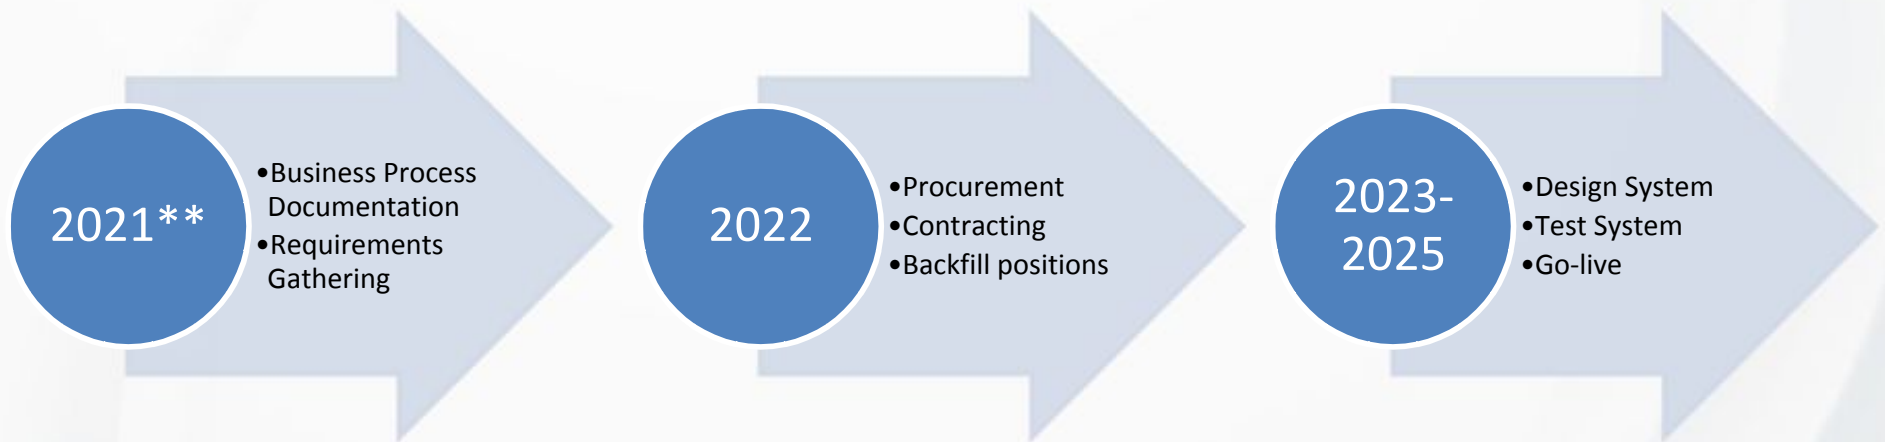 2021**
•Business Process
Documentation
•Requirements
Gathering
2022
•Procurement
•Contracting
•Backfill positions
2023-
2025
•Design System
•Test System
•Go-live